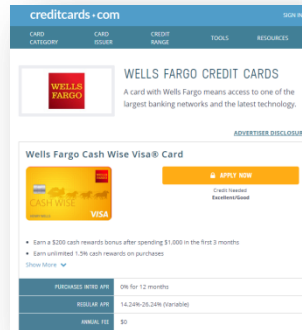 creditcards.com
SIGN IN
CARD CATEGORY
CARD ISSUER
CREDIT RANGE
TOOLS
RESOURCES
WELLS FARGO
WELLS FARGO CREDIT CARDS
A card with Wells Fargo means access to one of the
largest banking networks and the latest technology.
ADVERTISER DISCLOSURE
Wells Fargo Cash Wise Visa® Card
CASH WISE
VISA
APPLY NOW
Credit Needed
Excellent/Good
• Earn a $200 cash rewards bonus after spending $1,000 in the first 3 months
• Earn unlimited 1.5% cash rewards on purchases
Show More
PURCHASES INTRO APR 0% for 12 months
REGULAR APR 14.24%-26.24% (Variable)
ANNUAL FEE $0